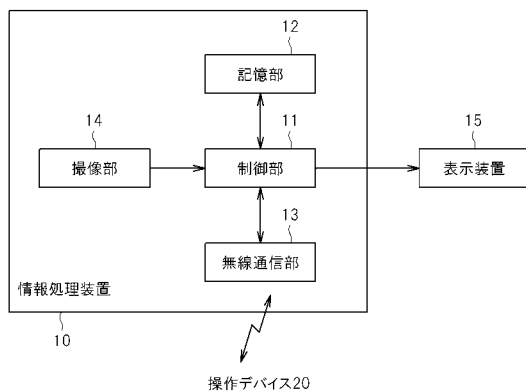 12
記憶部
14
11
15
撮像部
制御部
表示装置
13
無線通信部
情報処理装置
10
操作デバイス20